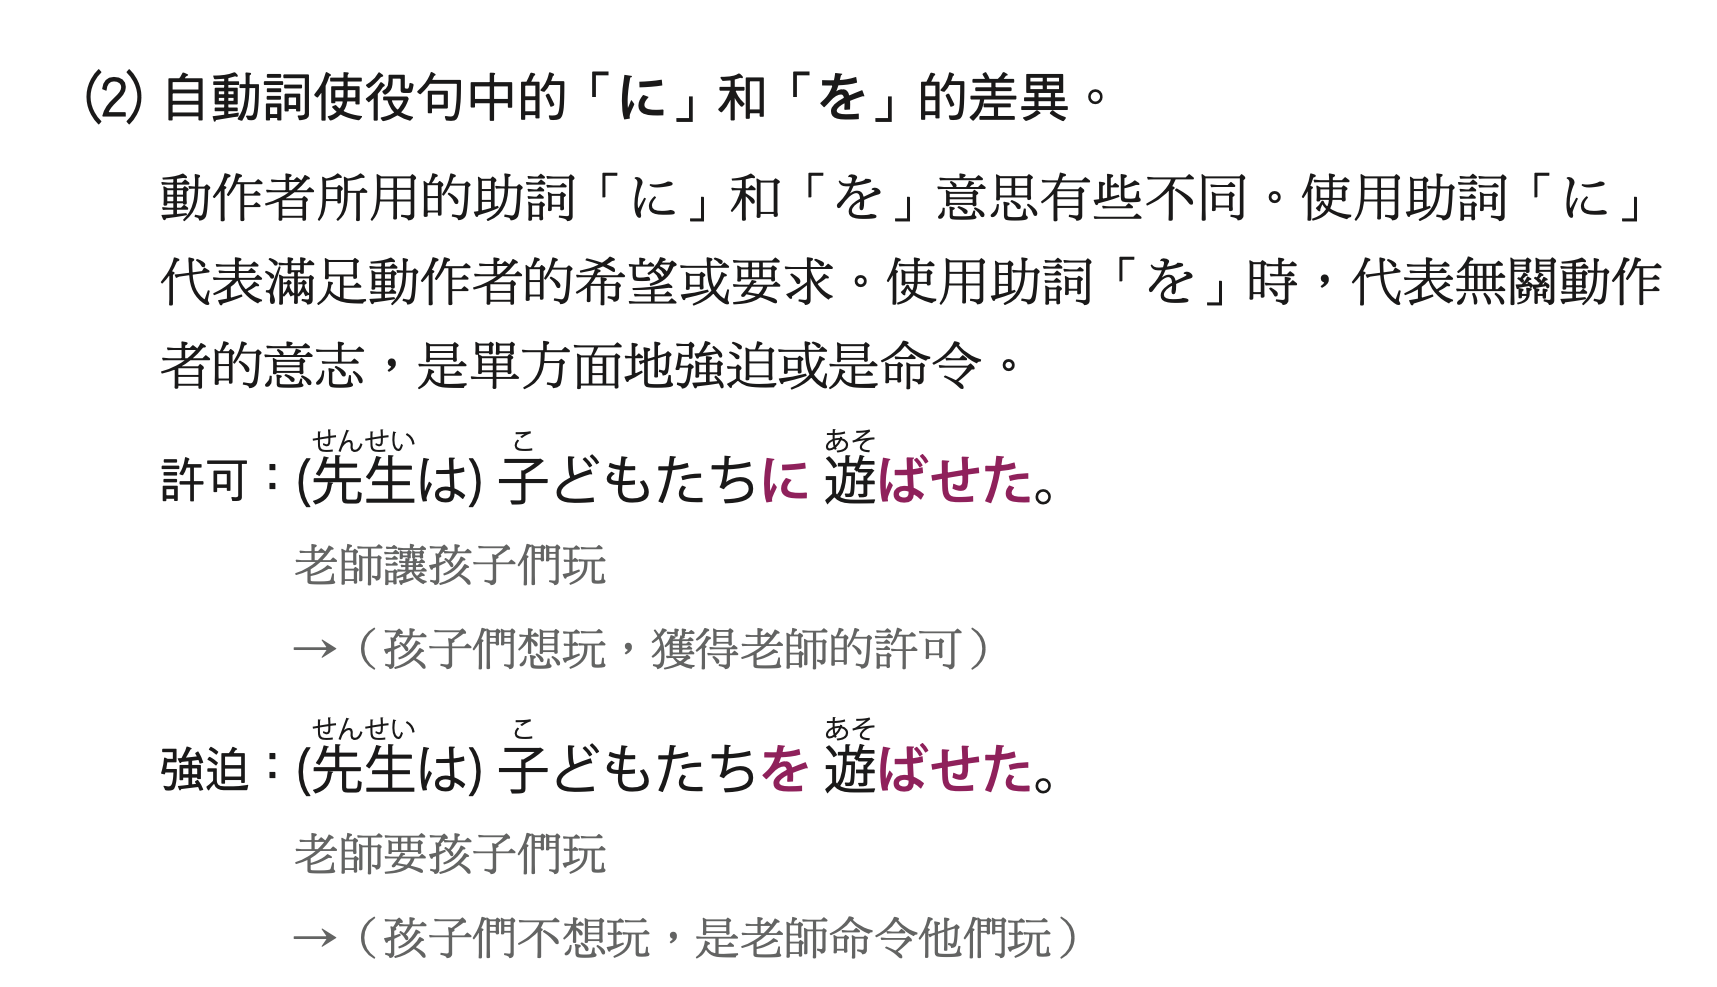 (2) 自動詞使役句中的「に」和「を」的差異。
動作者所用的助詞「に」和「を」意思有些不同。使用助詞「に」
代表滿足動作者的希望或要求。使用助詞「を」時，代表無關動作
者的意志，是單方面地強迫或是命令。
せんせい こ あそ
許可：(先生は) 子どもたちに 遊ばせた。
老師讓孩子們玩
→（孩子們想玩，獲得老師的許可）
せんせい こ あそ
強迫：(先生は) 子どもたちを 遊ばせた。
老師要孩子們玩
→（孩子們不想玩，是老師命令他們玩）